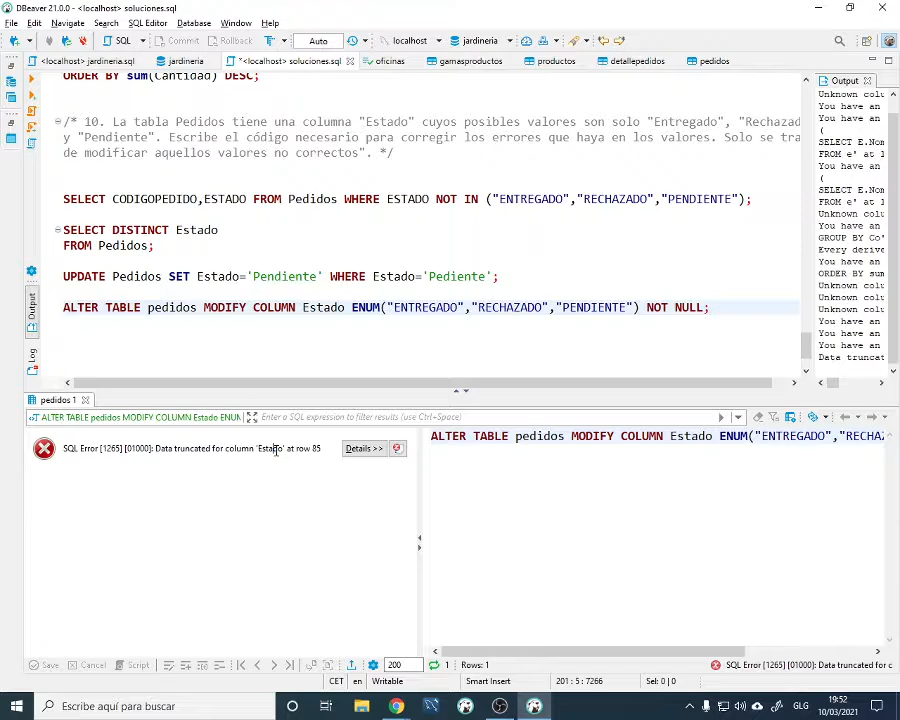 DBeaver 21.0.0 - *<localhost> soluciones.sql
File Edit Navigate Search SQL Editor Database Window Help
SQL Commit Rollback T Auto localhost jardineria
<localhost> jardineria.sql jardineria *<localhost> soluciones.sql oficinas gamasproductos productos detallepedidos pedidos
Output
ORDER BY sum(Cantidad) DESC;
/* 10. La tabla Pedidos tiene una columna "Estado" cuyos posibles valores son solo "Entregado", "Rechazad
y "Pendiente". Escribe el código necesario para corregir los errores que haya en los valores. Solo se tra
de modificar aquellos valores no correctos". */
SELECT CODIGOPEDIDO,ESTADO FROM Pedidos WHERE ESTADO NOT IN ("ENTREGADO","RECHAZADO","PENDIENTE");
SELECT DISTINCT Estado
FROM Pedidos;
UPDATE Pedidos SET Estado='Pendiente' WHERE Estado='Pediente';
ALTER TABLE pedidos MODIFY COLUMN Estado ENUM("ENTREGADO","RECHAZADO","PENDIENTE") NOT NULL;
Unknown colu
You have an
(
SELECT E.Nom
FROM e' at l
You have an
(
SELECT E.Nom
FROM e' at l
Unknown colu
GROUP BY Co'
Every derive
You have an
ORDER BY sum
Unknown colu
Unknown colu
Unknown colu
You have an
You have an
You have an
Data truncat
Output
Log
pedidos 1
ALTER TABLE pedidos MODIFY COLUMN Estado ENUM Enter a SQL expression to filter results (use Ctrl+Space)
SQL Error [1265] [01000]: Data truncated for column 'Estado' at row 85 Details >>
ALTER TABLE pedidos MODIFY COLUMN Estado ENUM("ENTREGADO","RECHAZ
Save Cancel Script 200 1 Rows: 1 SQL Error [1265] [01000]: Data truncated for c
CET en Writable Smart Insert 201 : 5 : 7266 Sel: 0 | 0
Escribe aquí para buscar GLG 19:52
10/03/2021